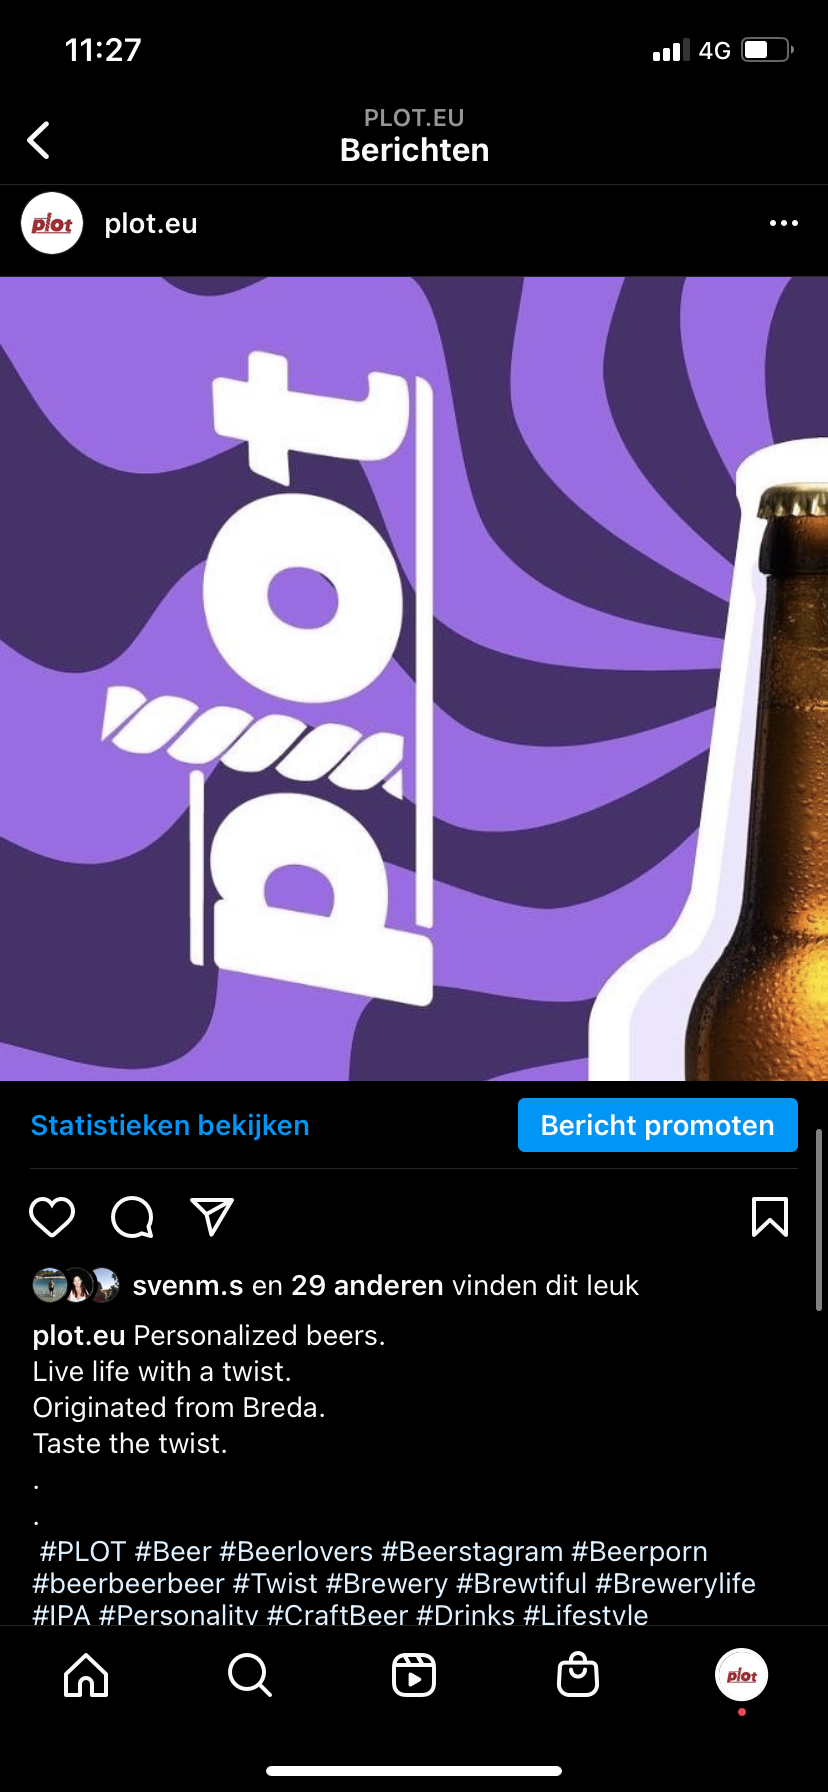 11:27
4G
PLOT.EU
Berichten
plot
plot.eu
plot
Statistieken bekijken
Bericht promoten
svenm.s en 29 anderen vinden dit leuk
plot.eu Personalized beers.
Live life with a twist.
Originated from Breda.
Taste the twist.
.
.
#PLOT #Beer #Beerlovers #Beerstagram #Beerporn
#beerbeerbeer #Twist #Brewery #Brewtiful #Brewerylife
#IPA #Personality #CraftBeer #Drinks #Lifestyle
plot